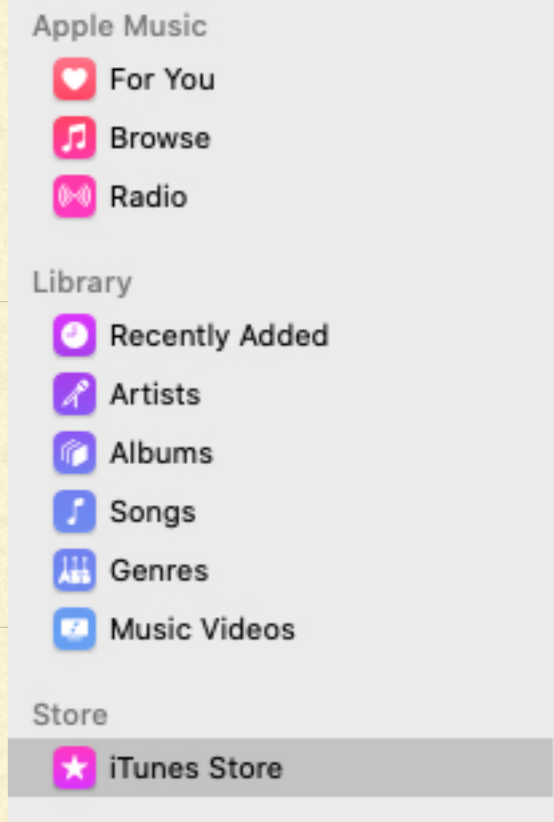 Apple Music
For You
Browse
Radio
Library
Recently Added
Artists
Albums
Songs
Genres
Music Videos
Store
iTunes Store